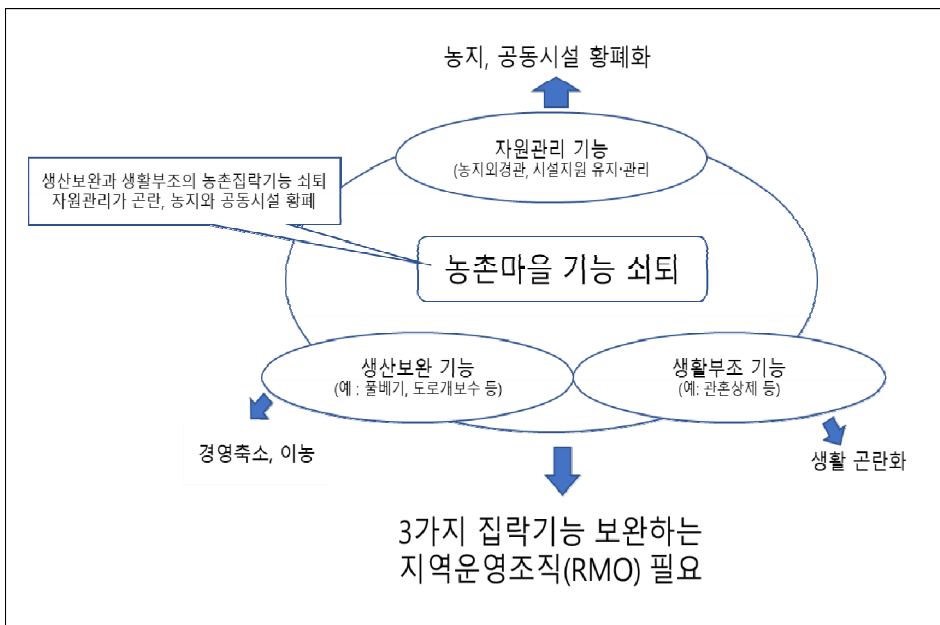 농지, 공동시설 황폐화
자원관리 기능
(농지외경관, 시설지원 유지·관리
생산보완과 생활부조의 농촌집락기능 쇠퇴
자원관리가 곤란, 농지와 공동시설 황폐
농촌마을 기능 쇠퇴
생산보완 기능
(예 : 풀베기, 도로개보수 등)
생활부조 기능
(예: 관혼상제 등)
경영축소, 이농
생활 곤란화
3가지 집락기능 보완하는
지역운영조직(RMO) 필요